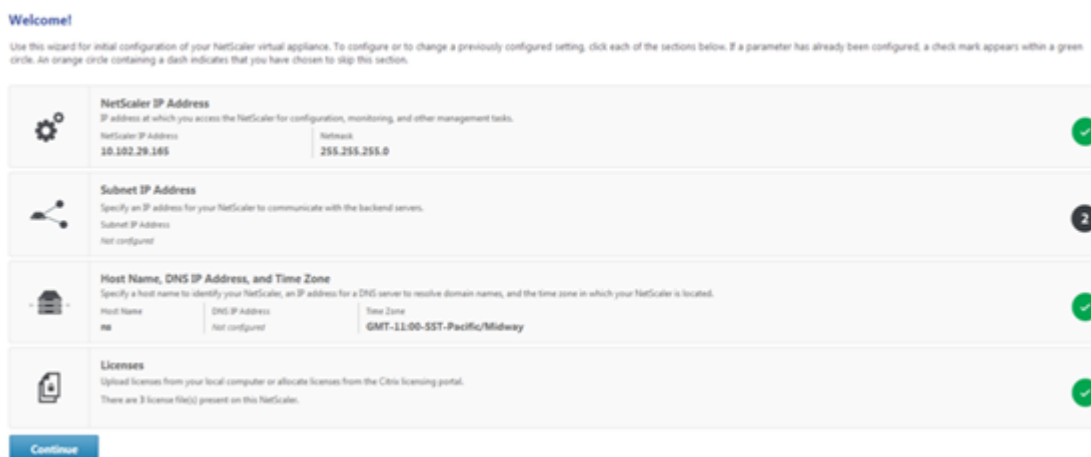 Welcome!
Use this wizard for initial configuration of your NetScaler virtual appliance. To configure or to change a previously configured setting, click each of the sections below. If a parameter has already been configured, a check mark appears within a green
circle. An orange circle containing a dash indicates that you have chosen to skip this section.
NetScaler IP Address
IP address at which you access the NetScaler for configuration, monitoring, and other management tasks.
NetScaler IP Address
Netmask
10.102.29.165
255.255.255.0
Subnet IP Address
Specify an IP address for your NetScaler to communicate with the backend servers.
Subnet IP Address
Not configured
2
Host Name, DNS IP Address, and Time Zone
Specify a host name to identify your NetScaler, an IP address for a DNS server to resolve domain names, and the time zone in which your NetScaler is located.
Host Name
DNS IP Address
Time Zone
ns
Not configured
GMT-11:00-SST-Pacific/Midway
Licenses
Upload licenses from your local computer or allocate licenses from the Citrix licensing portal.
There are 3 license file(s) present on this NetScaler.
Continue